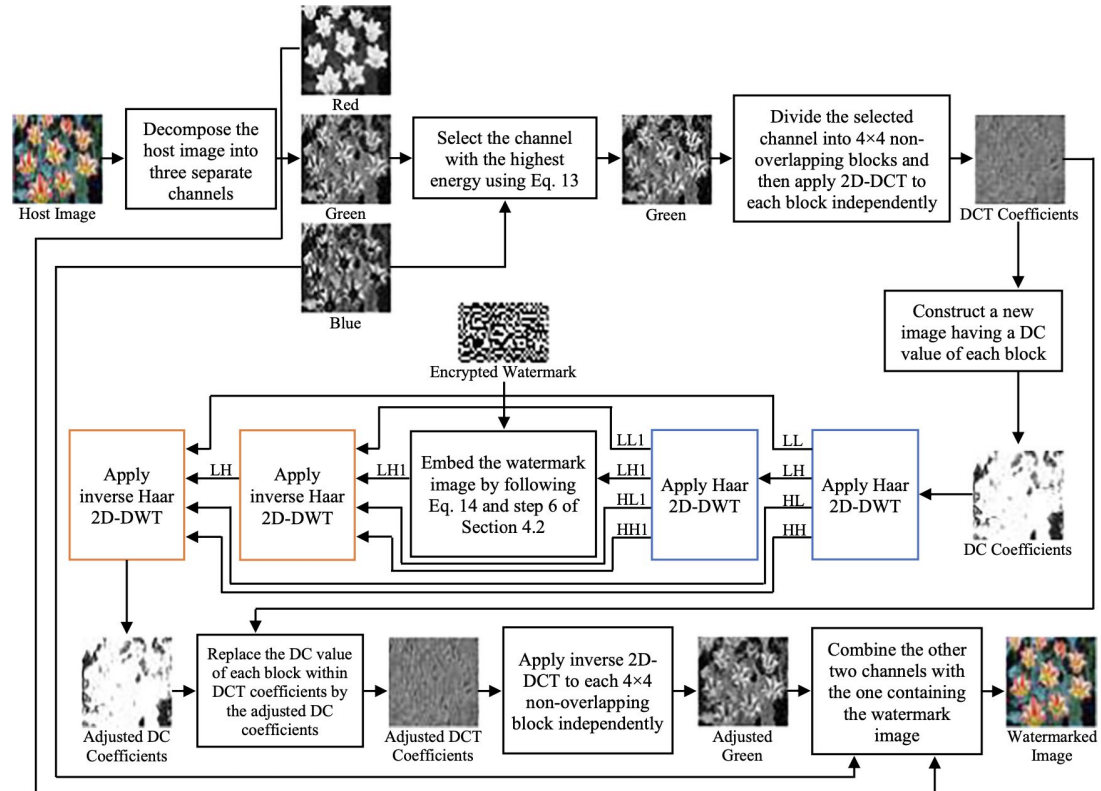 Red
Decompose the
host image into
three separate
channels
Host Image
Green
Select the channel
with the highest
energy using Eq. 13
Green
Divide the selected
channel into 4×4 non-
overlapping blocks and
then apply 2D-DCT to
each block independently
DCT Coefficients
Blue
Construct a new
image having a DC
value of each block
Encrypted Watermark
Apply
inverse Haar
2D-DWT
LH
Apply
inverse Haar
2D-DWT
LH1
Embed the watermark
image by following
Eq. 14 and step 6 of
Section 4.2
LL1
LH1
HL1
HH1
Apply Haar
2D-DWT
LL
LH
HL
HH
Apply Haar
2D-DWT
DC Coefficients
Adjusted DC
Coefficients
Replace the DC value
of each block within
DCT coefficients by
the adjusted DC
coefficients
Adjusted DCT
Coefficients
Apply inverse 2D-
DCT to each 4×4
non-overlapping
block independently
Adjusted
Green
Combine the other
two channels with
the one containing
the watermark
image
Watermarked
Image